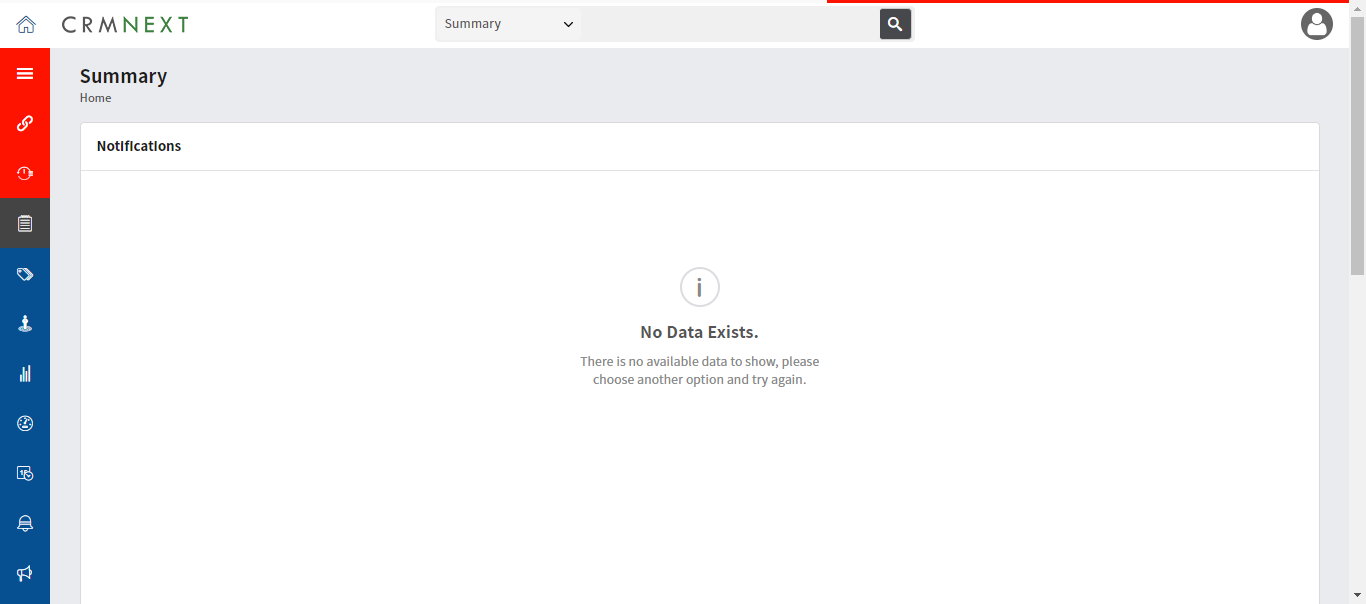 CRMNEXT
Summary
Summary
Home
Notifications
No Data Exists.
There is no available data to show, please
choose another option and try again.